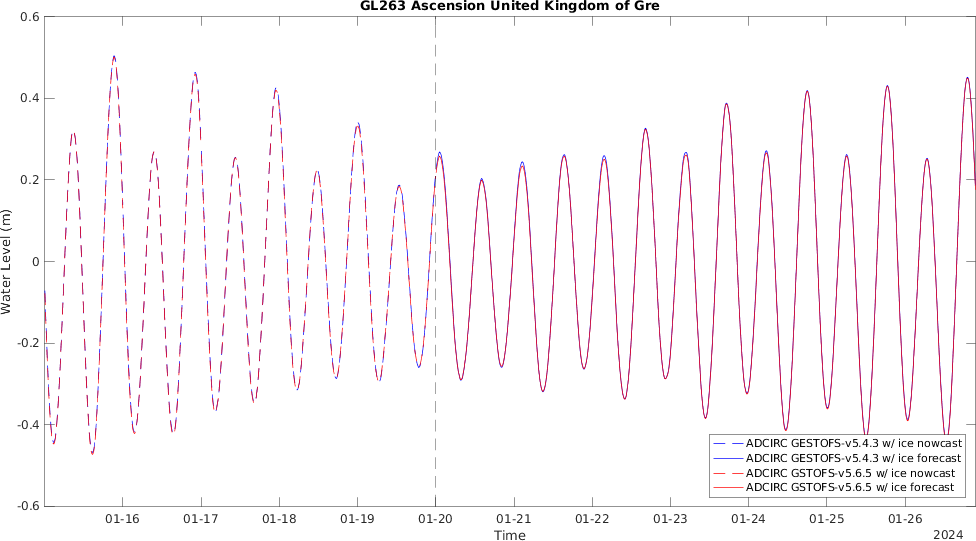 GL263 Ascension United Kingdom of Gre
0.6
0.4
0.2
0
-0.2
-0.4
-0.6
Water Level (m)
ADCIRC GESTOFS-v5.4.3 w/ ice nowcast
ADCIRC GESTOFS-v5.4.3 w/ ice forecast
ADCIRC GSTOFS-v5.6.5 w/ ice nowcast
ADCIRC GSTOFS-v5.6.5 w/ ice forecast
01-16 01-17 01-18 01-19 01-20 01-21 01-22 01-23 01-24 01-25 01-26
Time
2024